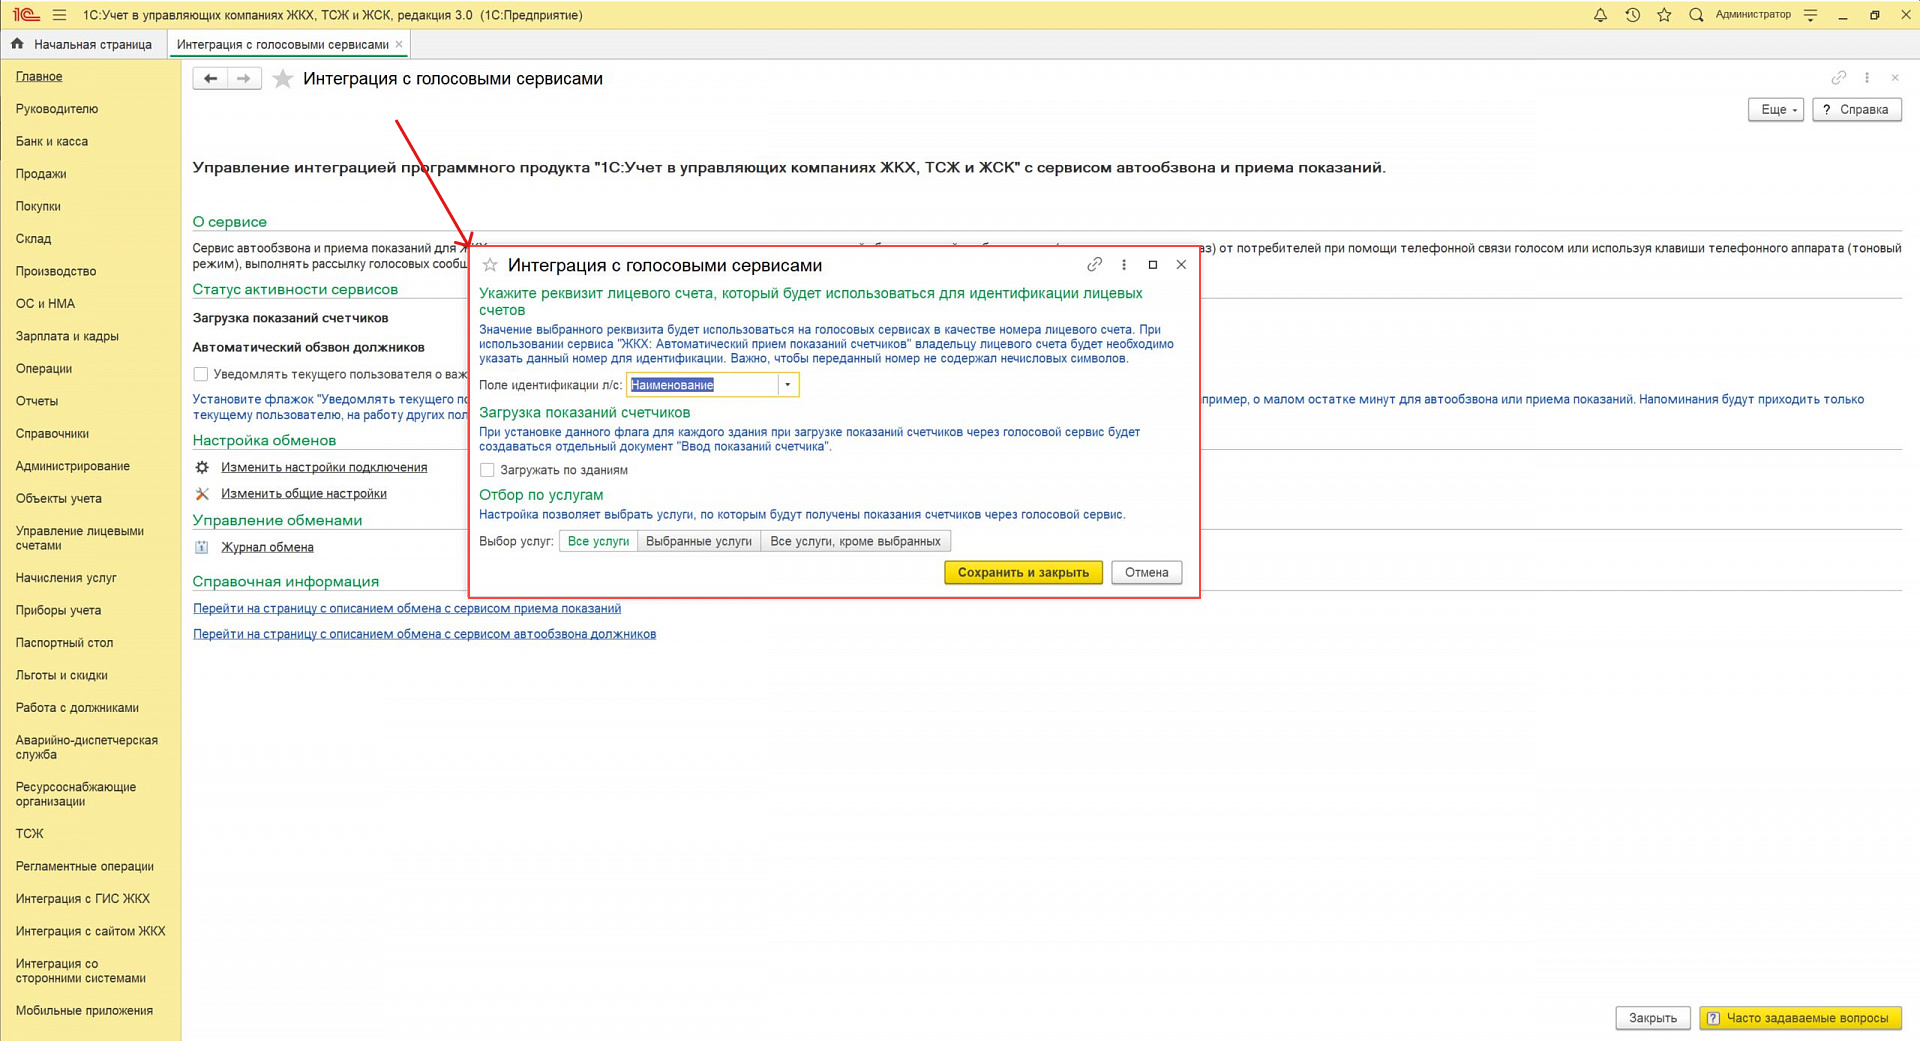 1С:Учет в управляющих компаниях ЖКХ, ТСЖ и ЖСК, редакция 3.0 (1С:Предприятие)
Администратор
Начальная страница
Интеграция с голосовыми сервисами
Главное
Руководителю
Банк и касса
Продажи
Покупки
Склад
Производство
ОС и НМА
Зарплата и кадры
Операции
Отчеты
Справочники
Администрирование
Объекты учета
Управление лицевыми
счетами
Начисления услуг
Приборы учета
Паспортный стол
Льготы и скидки
Работа с должниками
Аварийно-диспетчерская
служба
Ресурсоснабжающие
организации
ТСЖ
Регламентные операции
Интеграция с ГИС ЖКХ
Интеграция с сайтом ЖКХ
Интеграция со
сторонними системами
Мобильные приложения
Интеграция с голосовыми сервисами
Еще
? Справка
Управление интеграцией программного продукта "1С:Учет в управляющих компаниях ЖКХ, ТСЖ и ЖСК" с сервисом автообзвона и приема показаний.
О сервисе
Сервис автообзвона и приема показаний для ЖКХ
аз) от потребителей при помощи телефонной связи голосом или используя клавиши телефонного аппарата (тоновый
режим), выполнять рассылку голосовых сообщ
Статус активности сервисов
Загрузка показаний счетчиков
Автоматический обзвон должников
Уведомлять текущего пользователя о важ
Установите флажок "Уведомлять текущего по
пример, о малом остатке минут для автообзвона или приема показаний. Напоминания будут приходить только
текущему пользователю, на работу других пол
Настройка обменов
Изменить настройки подключения
Изменить общие настройки
Управление обменами
Журнал обмена
Справочная информация
Перейти на страницу с описанием обмена с сервисом приема показаний
Перейти на страницу с описанием обмена с сервисом автообзвона должников
Интеграция с голосовыми сервисами
Укажите реквизит лицевого счета, который будет использоваться для идентификации лицевых
счетов
Значение выбранного реквизита будет использоваться на голосовых сервисах в качестве номера лицевого счета. При
использовании сервиса "ЖКХ: Автоматический прием показаний счетчиков" владельцу лицевого счета будет необходимо
указать данный номер для идентификации. Важно, чтобы переданный номер не содержал нечисловых символов.
Поле идентификации л/с: Наименование
Загрузка показаний счетчиков
При установке данного флага для каждого здания при загрузке показаний счетчиков через голосовой сервис будет
создаваться отдельный документ "Ввод показаний счетчика".
Загружать по зданиям
Отбор по услугам
Настройка позволяет выбрать услуги, по которым будут получены показания счетчиков через голосовой сервис.
Выбор услуг: Все услуги Выбранные услуги Все услуги, кроме выбранных
Сохранить и закрыть Отмена
Закрыть
? Часто задаваемые вопросы